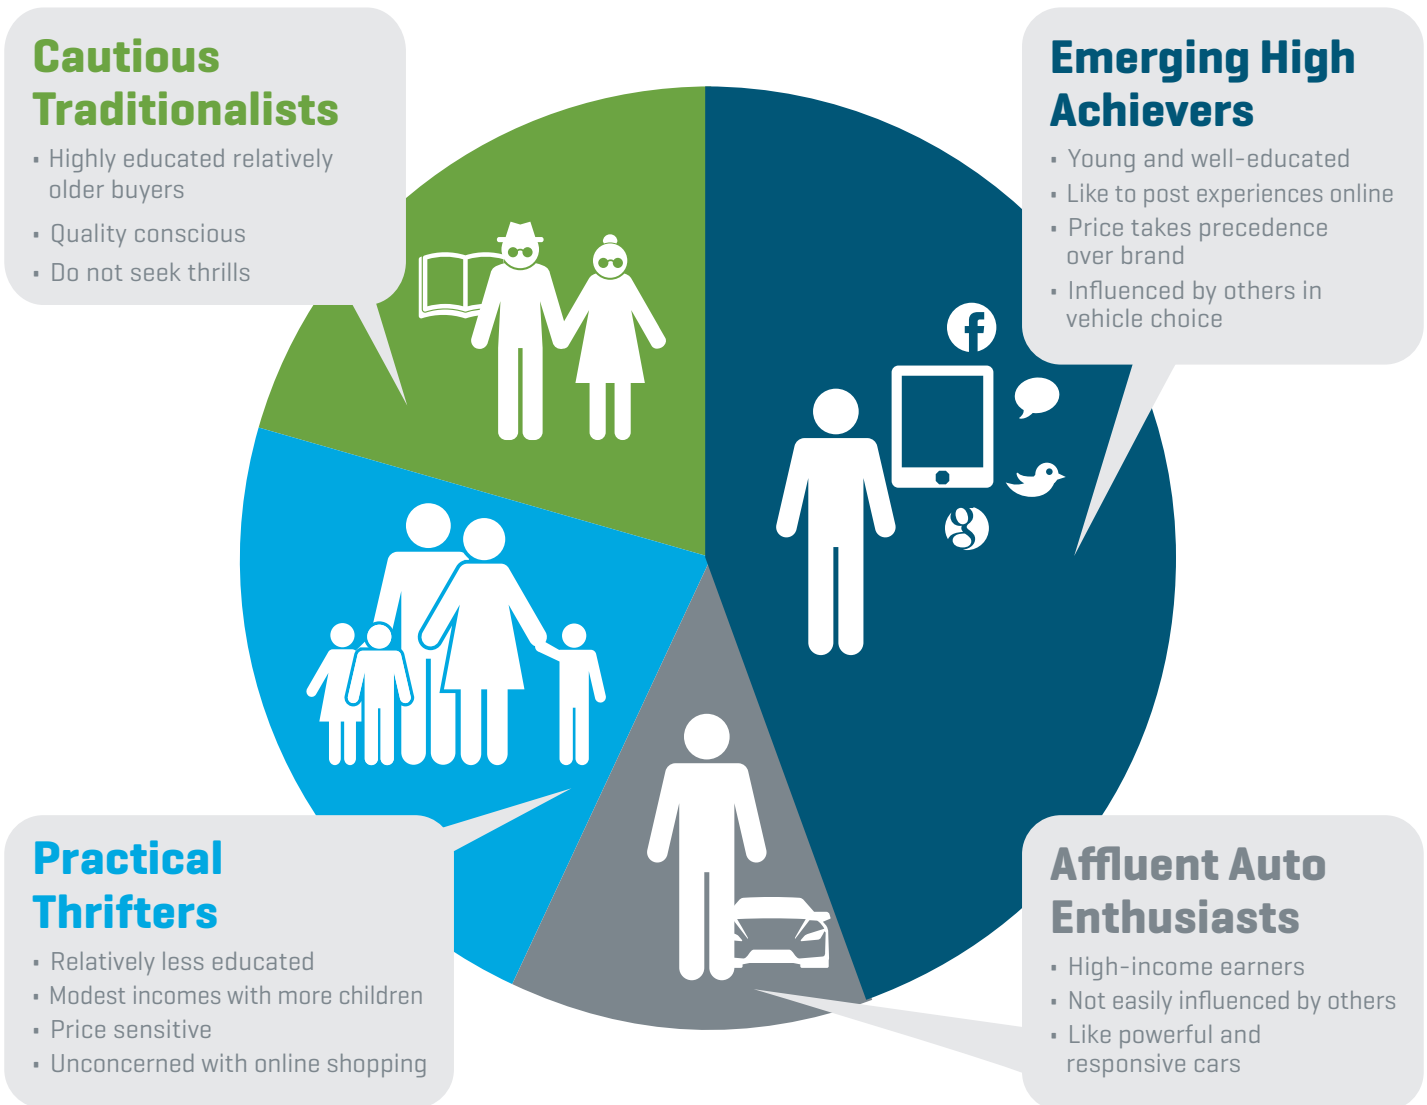 Cautious
Traditionalists
▪ Highly educated relatively
older buyers
▪ Quality conscious
▪ Do not seek thrills
Emerging High
Achievers
▪ Young and well-educated
▪ Like to post experiences online
▪ Price takes precedence
over brand
▪ Influenced by others in
vehicle choice
f
g
Practical
Thrifters
▪ Relatively less educated
▪ Modest incomes with more children
▪ Price sensitive
▪ Unconcerned with online shopping
Affluent Auto
Enthusiasts
▪ High-income earners
▪ Not easily influenced by others
▪ Like powerful and
responsive cars